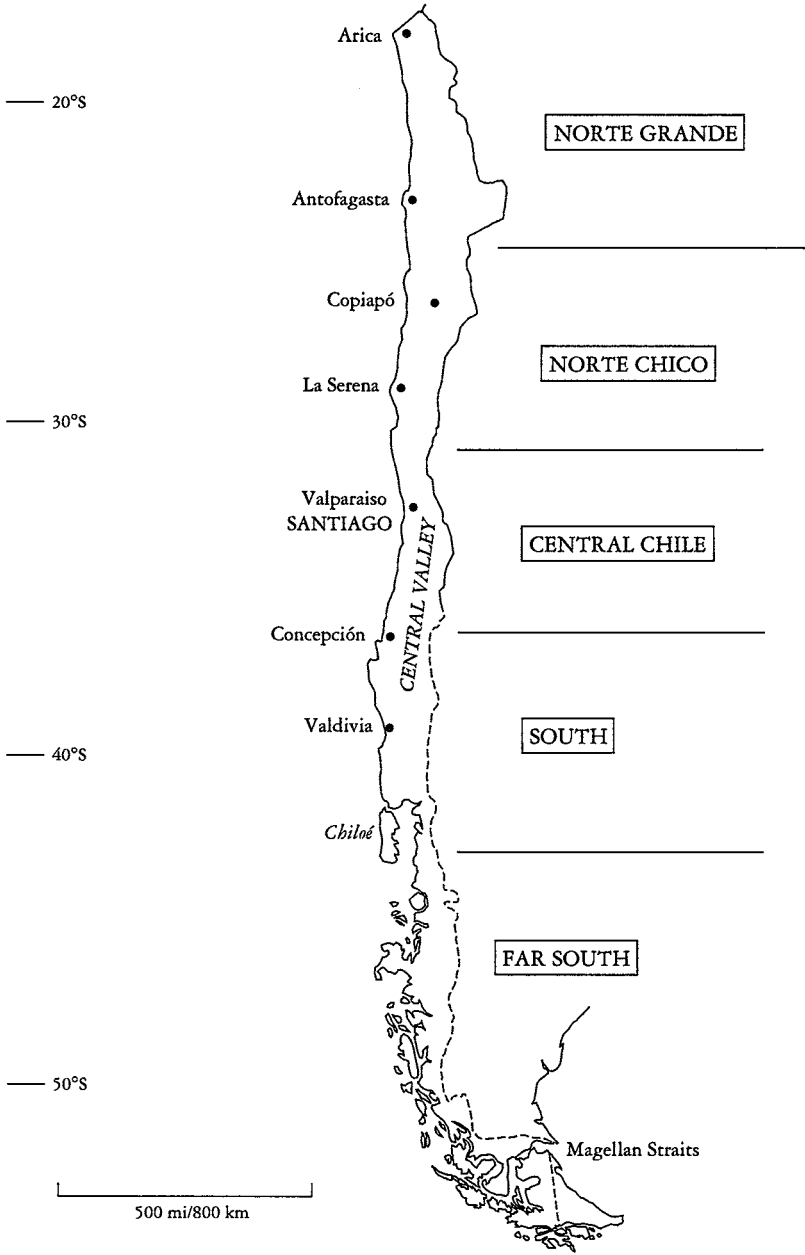 Arica
20°S
NORTE GRANDE
Antofagasta
Copiapó
NORTE CHICO
La Serena
30°S
Valparaiso
SANTIAGO
CENTRAL CHILE
CENTRAL VALLEY
Concepción
Valdivia
SOUTH
40°S
Chiloé
FAR SOUTH
50°S
Magellan Straits
500 mi/800 km